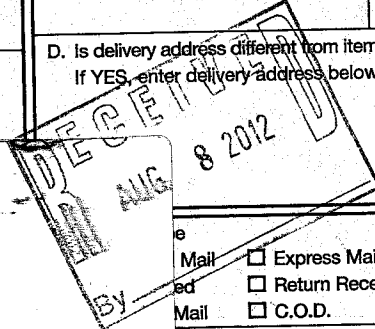 D. Is delivery address different from item
If YES, enter delivery address below
RECEIVED
AUG 8 2012
By
Mail
Express Mail
ed
Return Rece
Mail
C.O.D.